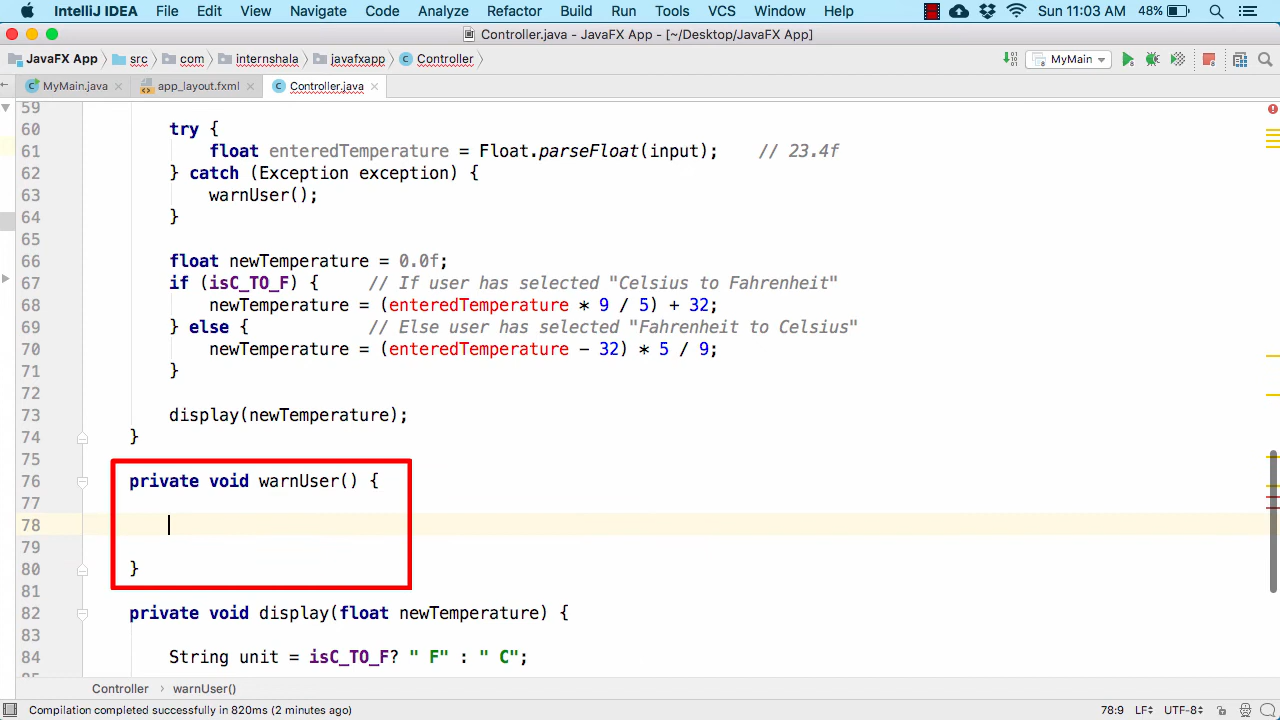 IntelliJ IDEA File Edit View Navigate Code Analyze Refactor Build Run Tools VCS Window Help Sun 11:03 AM 48%
Controller.java - JavaFX App - [~/Desktop/JavaFX App]
JavaFX App src com internshala javafxapp Controller MyMain
MyMain.java app_layout.fxml Controller.java
59
60 try {
61 float enteredTemperature = Float.parseFloat(input); // 23.4f
62 } catch (Exception exception) {
63 warnUser();
64 }
65
66 float newTemperature = 0.0f;
67 if (isC_TO_F) { // If user has selected "Celsius to Fahrenheit"
68 newTemperature = (enteredTemperature * 9 / 5) + 32;
69 } else { // Else user has selected "Fahrenheit to Celsius"
70 newTemperature = (enteredTemperature - 32) * 5 / 9;
71 }
72
73 display(newTemperature);
74 }
75
76 private void warnUser() {
77
78
79
80 }
81
82 private void display(float newTemperature) {
83
84 String unit = isC_TO_F? " F" : " C";
Controller warnUser()
Compilation completed successfully in 820ms (2 minutes ago) 78:9 LF UTF-8